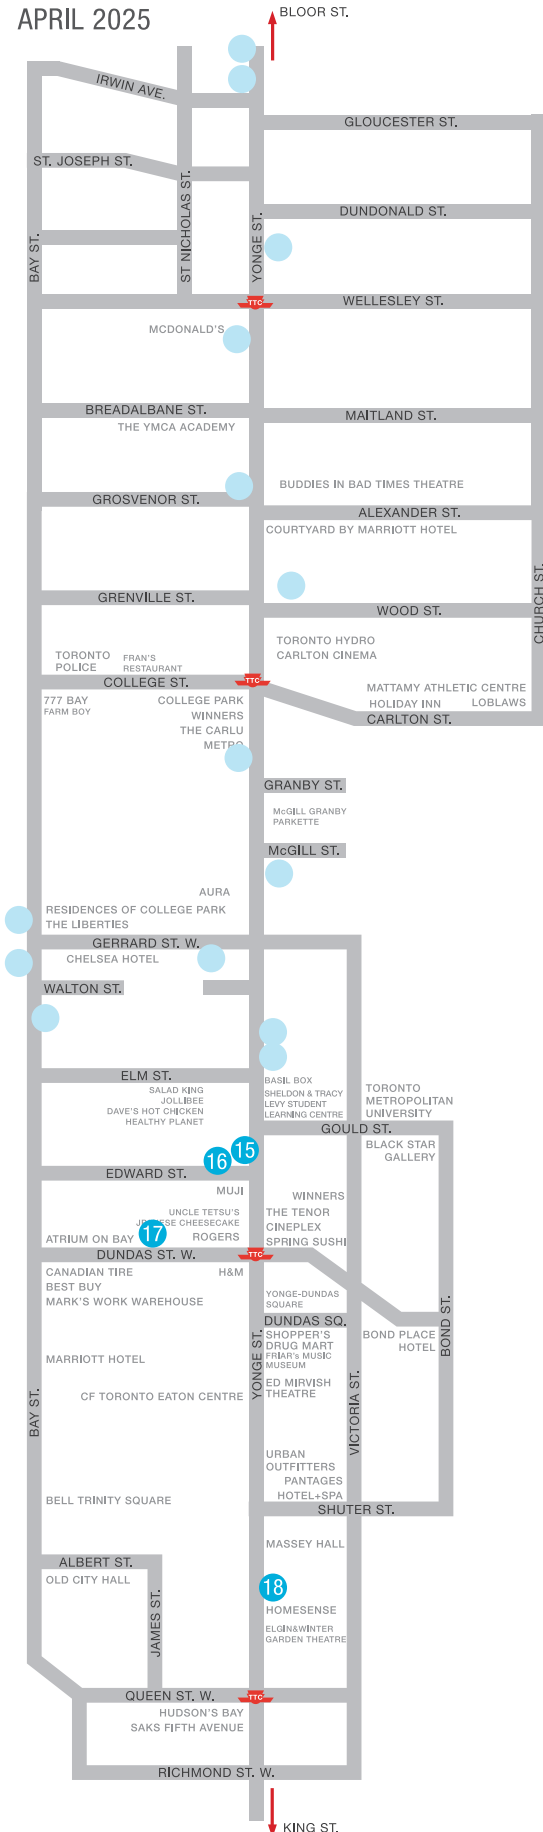 APRIL 2025
BLOOR ST.
IRWIN AVE.
GLOUCESTER ST.
ST. JOSEPH ST.
ST NICHOLAS ST.
DUNDONALD ST.
BAY ST.
YONGE ST.
TTC
WELLESLEY ST.
MCDONALD'S
BREADALBANE ST.
MAITLAND ST.
THE YMCA ACADEMY
BUDDIES IN BAD TIMES THEATRE
GROSVENOR ST.
ALEXANDER ST.
COURTYARD BY MARRIOTT HOTEL
CHURCH ST.
GRENVILLE ST.
WOOD ST.
TORONTO HYDRO
CARLTON CINEMA
TORONTO
POLICE
FRAN'S
RESTAURANT
COLLEGE ST.
TTC
MATTAMY ATHLETIC CENTRE
HOLIDAY INN
LOBLAWS
CARLTON ST.
777 BAY
FARM BOY
COLLEGE PARK
WINNERS
THE CARLU
METRO
GRANBY ST.
McGILL GRANBY
PARKETTE
McGILL ST.
AURA
RESIDENCES OF COLLEGE PARK
THE LIBERTIES
GERRARD ST. W.
CHELSEA HOTEL
WALTON ST.
ELM ST.
SALAD KING
JOLLIBEE
DAVE'S HOT CHICKEN
HEALTHY PLANET
BASIL BOX
SHELDON & TRACY
LEVY STUDENT
LEARNING CENTRE
TORONTO
METROPOLITAN
UNIVERSITY
GOULD ST.
BLACK STAR
GALLERY
15
16
EDWARD ST.
MUJI
WINNERS
UNCLE TETSU'S
CHEESECAKE
THE TENOR
CINEPLEX
SPRING SUSHI
17
ATRIUM ON BAY
ROGERS
DUNDAS ST. W.
TTC
CANADIAN TIRE
BEST BUY
MARK'S WORK WAREHOUSE
H&M
YONGE-DUNDAS
SQUARE
DUNDAS SQ.
BOND ST.
SHOPPER'S
DRUG MART
FRIAR's MUSIC
MUSEUM
BOND PLACE
HOTEL
MARRIOTT HOTEL
YONGE ST.
ED MIRVISH
THEATRE
CF TORONTO EATON CENTRE
BAY ST.
VICTORIA ST.
URBAN
OUTFITTERS
PANTAGES
HOTEL+SPA
BELL TRINITY SQUARE
SHUTER ST.
MASSEY HALL
ALBERT ST.
OLD CITY HALL
JAMES ST.
18
HOMESENSE
ELGIN&WINTER
GARDEN THEATRE
QUEEN ST. W.
TTC
HUDSON'S BAY
SAKS FIFTH AVENUE
RICHMOND ST. W.
KING ST.